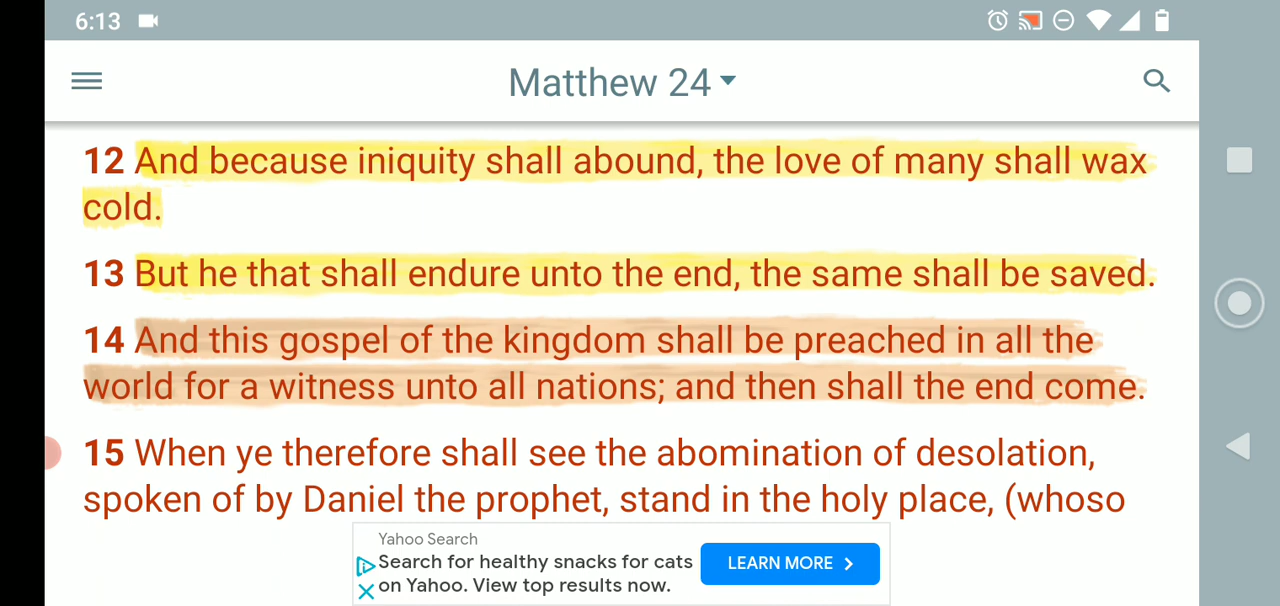 6:13
Matthew 24
12 And because iniquity shall abound, the love of many shall wax
cold.
13 But he that shall endure unto the end, the same shall be saved.
14 And this gospel of the kingdom shall be preached in all the
world for a witness unto all nations; and then shall the end come.
15 When ye therefore shall see the abomination of desolation,
spoken of by Daniel the prophet, stand in the holy place, (whoso
Yahoo Search
Search for healthy snacks for cats
on Yahoo. View top results now.
LEARN MORE